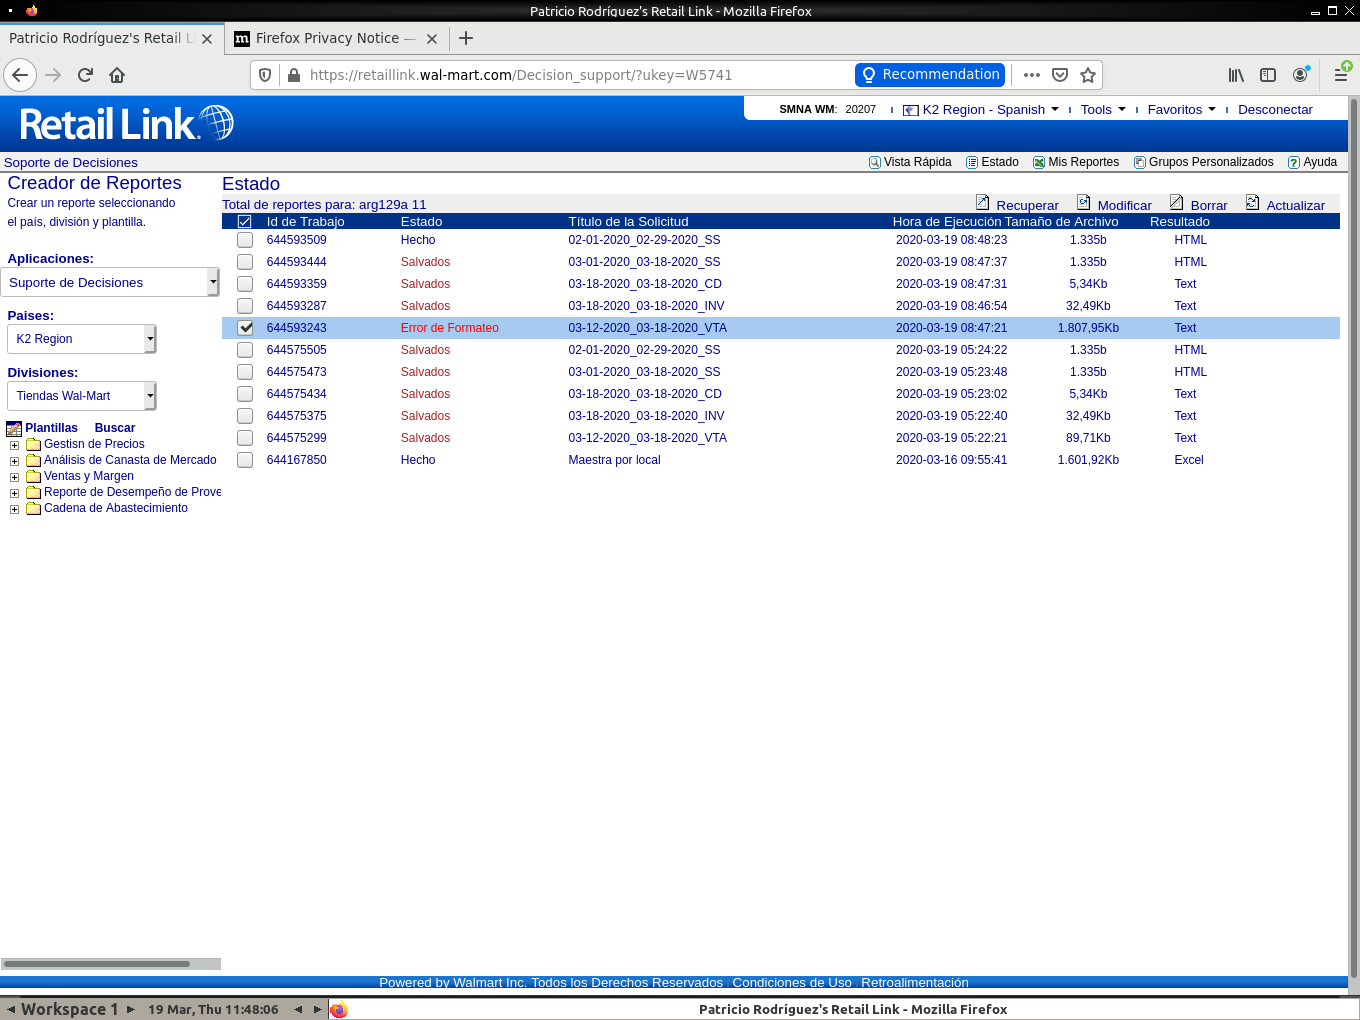 Patricio Rodríguez's Retail Link - Mozilla Firefox
Patricio Rodríguez's Retail L
Firefox Privacy Notice —
https://retaillink.wal-mart.com/Decision_support/?ukey=W5741
Recommendation
Retail Link
SMNA WM: 20207
K2 Region - Spanish
Tools
Favoritos
Desconectar
Soporte de Decisiones
Vista Rápida
Estado
Mis Reportes
Grupos Personalizados
Ayuda
Creador de Reportes
Crear un reporte seleccionando
el país, división y plantilla.
Aplicaciones:
Soporte de Decisiones
Paises:
K2 Region
Divisiones:
Tiendas Wal-Mart
Plantillas Buscar
Gestisn de Precios
Análisis de Canasta de Mercado
Ventas y Margen
Reporte de Desempeño de Prove
Cadena de Abastecimiento
Estado
Total de reportes para: arg129a 11
Recuperar Modificar Borrar Actualizar
Id de Trabajo Estado Título de la Solicitud Hora de Ejecución Tamaño de Archivo Resultado
644593509 Hecho 02-01-2020_02-29-2020_SS 2020-03-19 08:48:23 1.335b HTML
644593444 Salvados 03-01-2020_03-18-2020_SS 2020-03-19 08:47:37 1.335b HTML
644593359 Salvados 03-18-2020_03-18-2020_CD 2020-03-19 08:47:31 5,34Kb Text
644593287 Salvados 03-18-2020_03-18-2020_INV 2020-03-19 08:46:54 32,49Kb Text
644593243 Error de Formateo 03-12-2020_03-18-2020_VTA 2020-03-19 08:47:21 1.807,95Kb Text
644575505 Salvados 02-01-2020_02-29-2020_SS 2020-03-19 05:24:22 1.335b HTML
644575473 Salvados 03-01-2020_03-18-2020_SS 2020-03-19 05:23:48 1.335b HTML
644575434 Salvados 03-18-2020_03-18-2020_CD 2020-03-19 05:23:02 5,34Kb Text
644575375 Salvados 03-18-2020_03-18-2020_INV 2020-03-19 05:22:40 32,49Kb Text
644575299 Salvados 03-12-2020_03-18-2020_VTA 2020-03-19 05:22:21 89,71Kb Text
644167850 Hecho Maestra por local 2020-03-16 09:55:41 1.601,92Kb Excel
Powered by Walmart Inc. Todos los Derechos Reservados Condiciones de Uso Retroalimentación
Workspace 1
19 Mar, Thu 11:48:06
Patricio Rodríguez's Retail Link - Mozilla Firefox